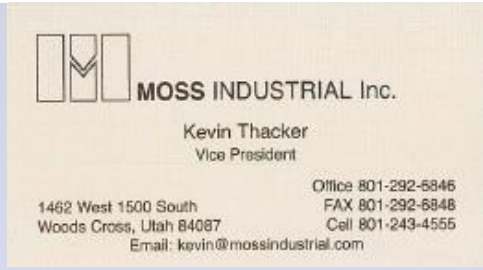 MOSS INDUSTRIAL Inc.
Kevin Thacker
Vice President
Office 801-292-6846
1462 West 1500 South FAX 801-292-6848
Woods Cross, Utah 84087 Cell 801-243-4555
Email: kevin@mossindustrial.com